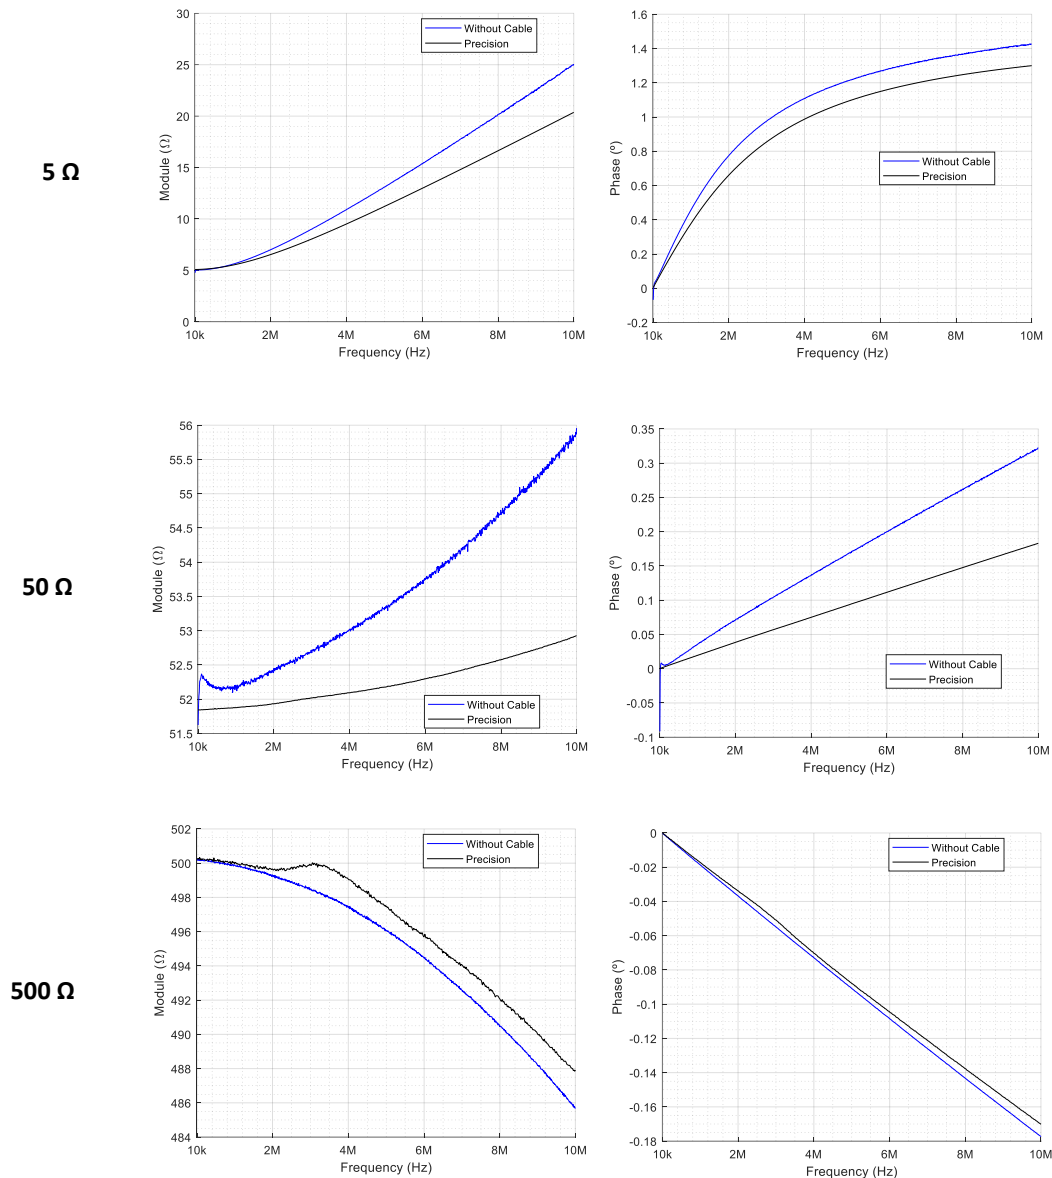 5 Ω
Module (Ω)
30
25
20
15
10
5
0
10k 2M 4M 6M 8M 10M
Frequency (Hz)
Without Cable
Precision
Phase (º)
1.6
1.4
1.2
1
0.8
0.6
0.4
0.2
0
-0.2
10k 2M 4M 6M 8M 10M
Frequency (Hz)
Without Cable
Precision
50 Ω
Module (Ω)
56
55.5
55
54.5
54
53.5
53
52.5
52
51.5
10k 2M 4M 6M 8M 10M
Frequency (Hz)
Without Cable
Precision
Phase (º)
0.35
0.3
0.25
0.2
0.15
0.1
0.05
0
-0.05
-0.1
10k 2M 4M 6M 8M 10M
Frequency (Hz)
Without Cable
Precision
500 Ω
Module (Ω)
502
500
498
496
494
492
490
488
486
484
10k 2M 4M 6M 8M 10M
Frequency (Hz)
Without Cable
Precision
Phase (º)
0
-0.02
-0.04
-0.06
-0.08
-0.1
-0.12
-0.14
-0.16
-0.18
10k 2M 4M 6M 8M 10M
Frequency (Hz)
Without Cable
Precision